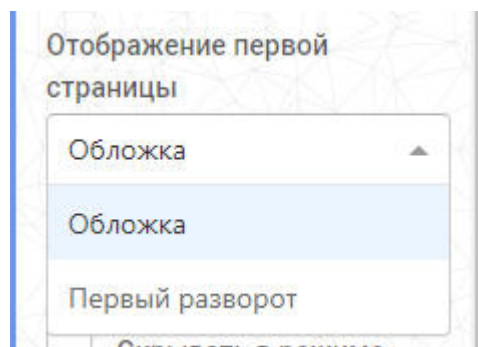 Отображение первой
страницы
Обложка
Обложка
Первый разворот